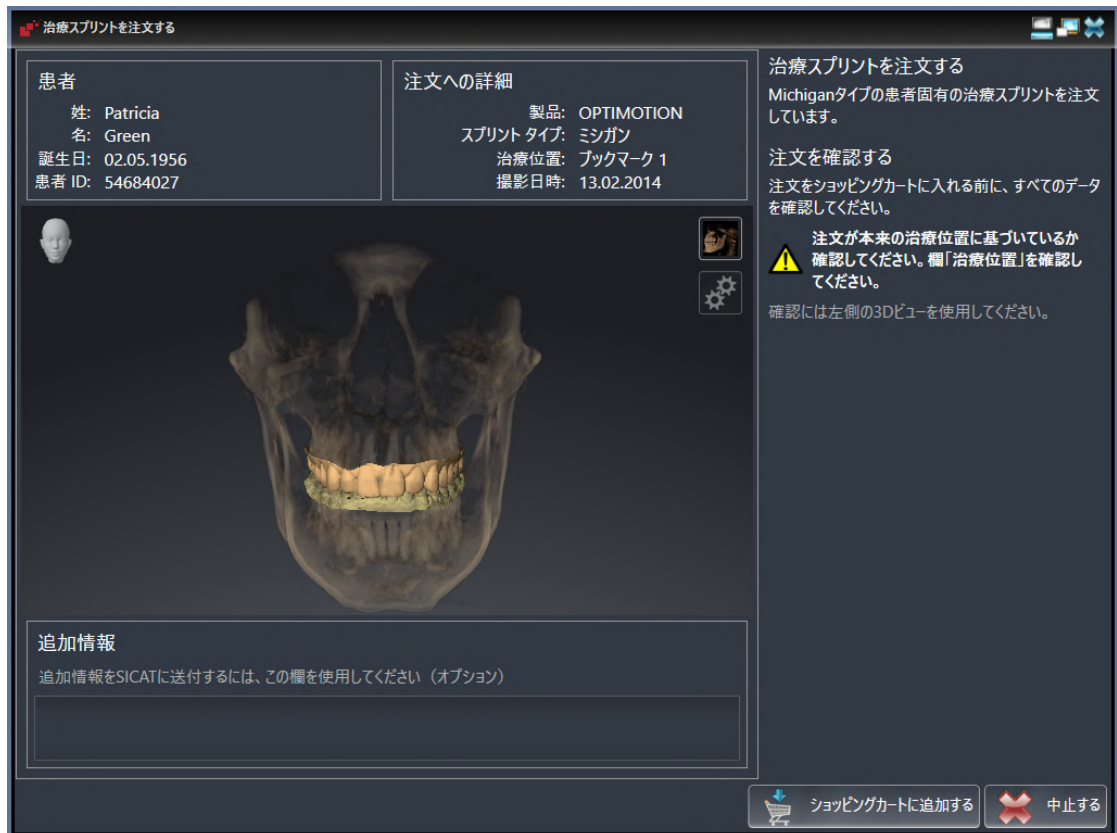 治療スプリントを注文する
患者
姓: Patricia
名: Green
誕生日: 02.05.1956
患者 ID: 54684027
注文への詳細
製品: OPTIMOTION
スプリント タイプ: ミシガン
治療位置: ブックマーク 1
撮影日時: 13.02.2014
追加情報
追加情報をSICATに送付するには、この欄を使用してください（オプション）
治療スプリントを注文する
Michiganタイプの患者固有の治療スプリントを注文
しています。
注文を確認する
注文をショッピングカートに入れる前に、すべてのデータ
を確認してください。
注文が本来の治療位置に基づいているか
確認してください。欄「治療位置」を確認し
てください。
確認には左側の3Dビューを使用してください。
ショッピングカートに追加する
中止する